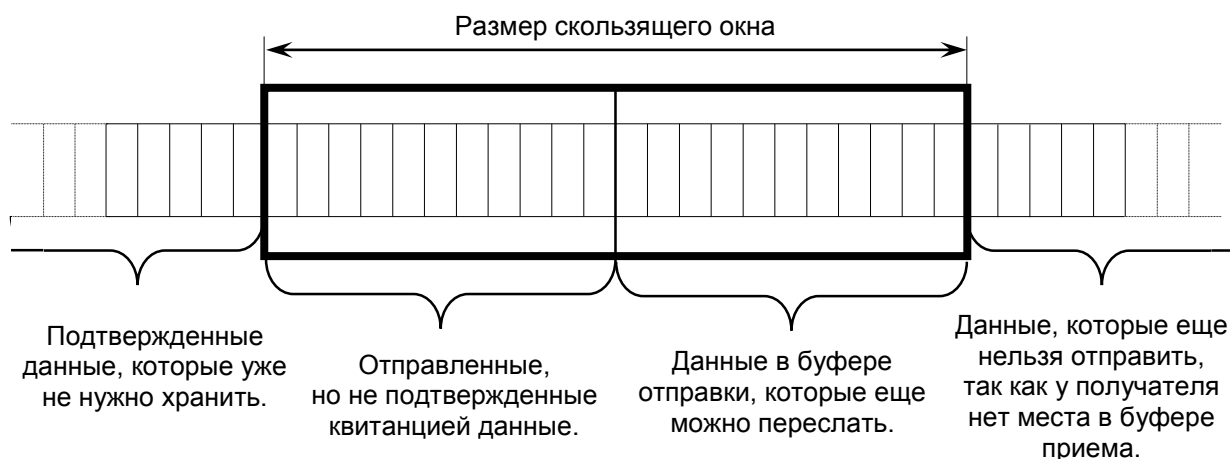 Размер скользящего окна
Подтвержденные
данные, которые уже
не нужно хранить.
Отправленные,
но не подтвержденные
квитанцией данные.
Данные в буфере
отправки, которые еще
можно переслать.
Данные, которые еще
нельзя отправить,
так как у получателя
нет места в буфере
приема.